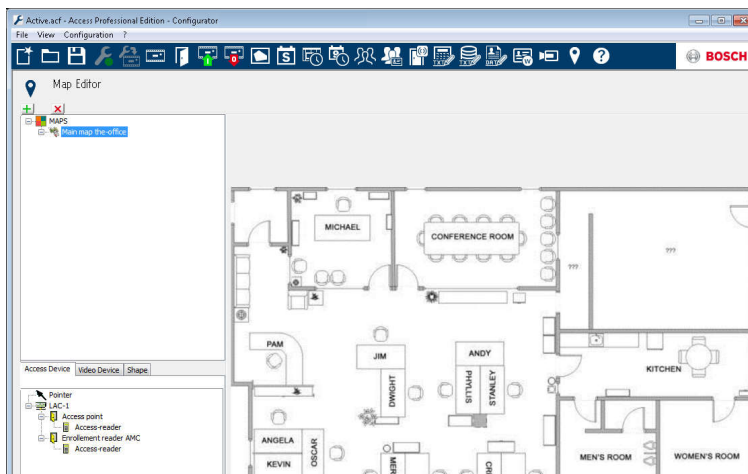 Active.acf - Access Professional Edition - Configurator
File View Configuration ?
BOSCH
Map Editor
MAPS
Main map the-office
MICHAEL
CONFERENCE ROOM
???
???
PAM
JIM
ANDY
DWIGHT
PHYLLIS
STANLEY
KITCHEN
Access Device Video Device Shape
Pointer
LAC-1
Access point
Access-reader
Enrollement reader AMC
Access-reader
ANGELA
OSCAR
KEVIN
MER
MEN'S ROOM
WOMEN'S ROOM